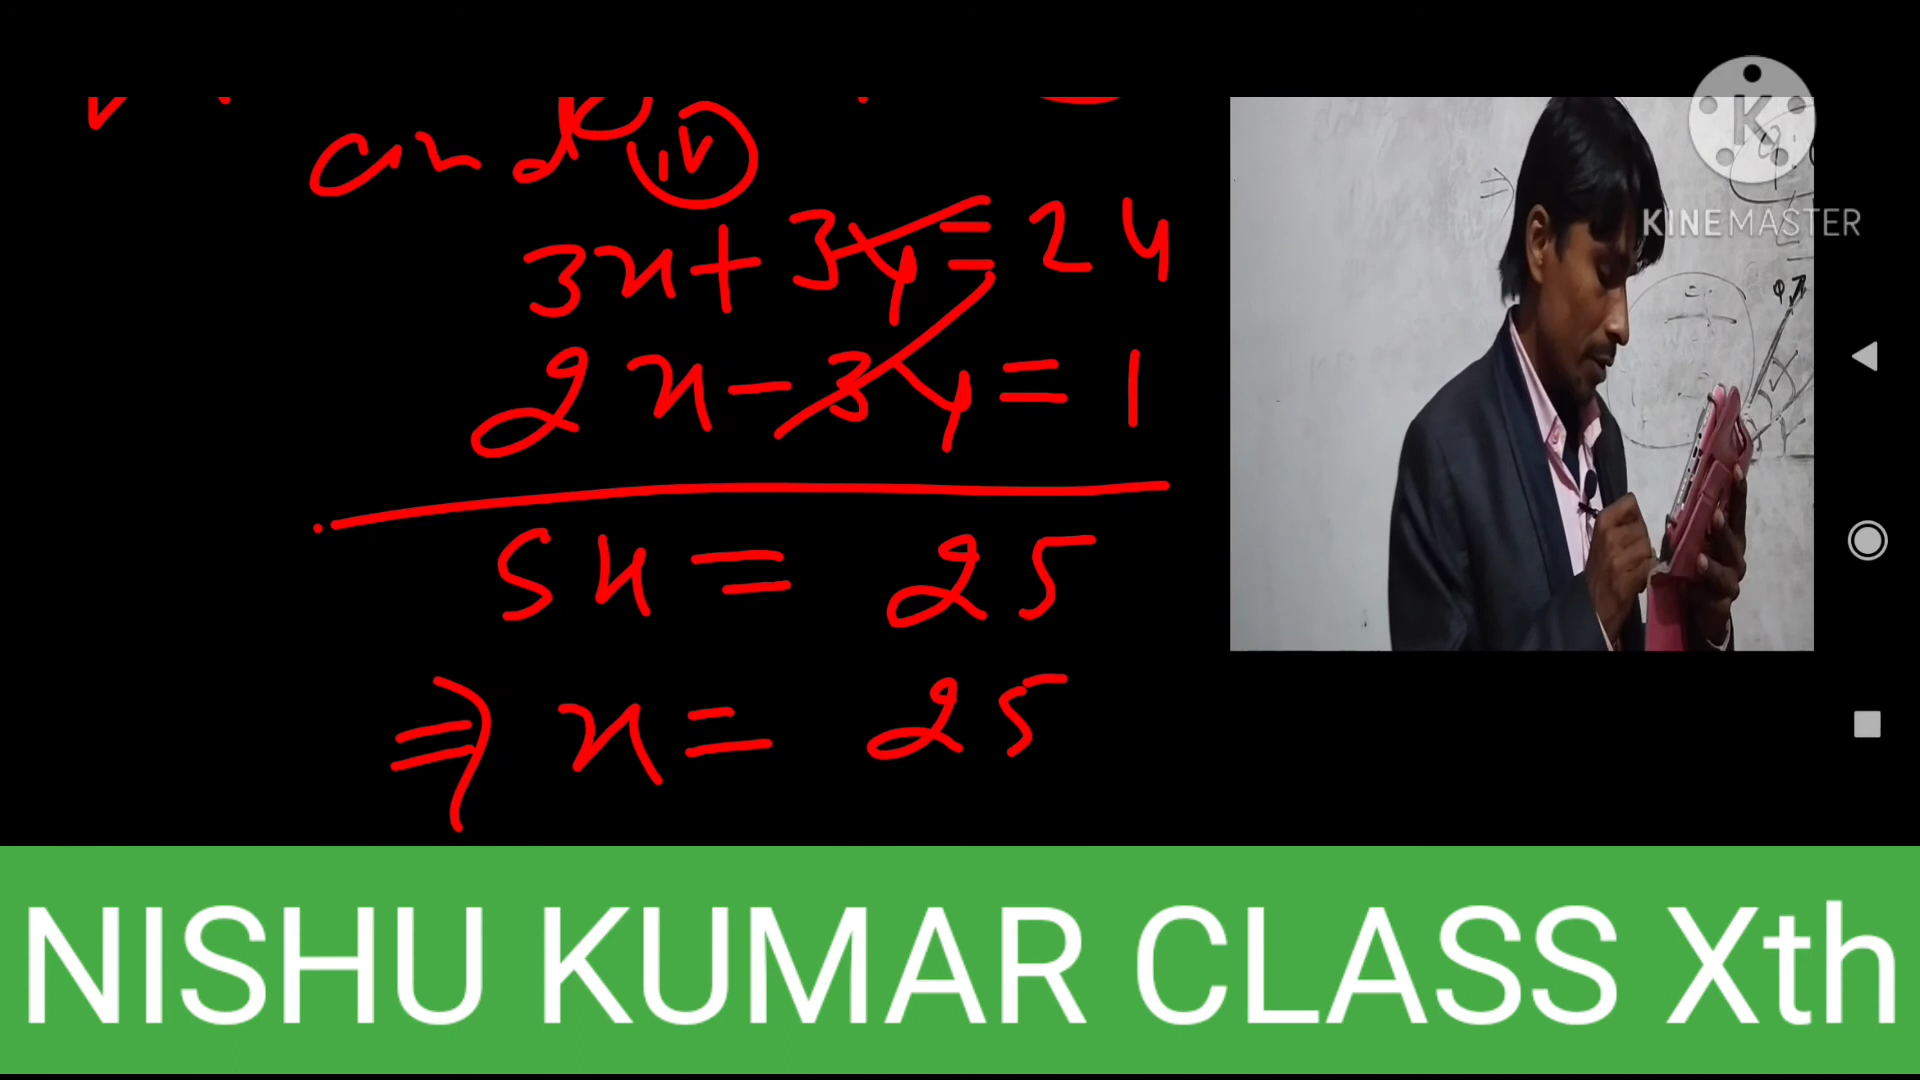 and (iv)
3x + 3y = 24
2x - 3y = 1
5x = 25
⇒ x = 25
K
KINEMASTER
NISHU KUMAR CLASS Xth